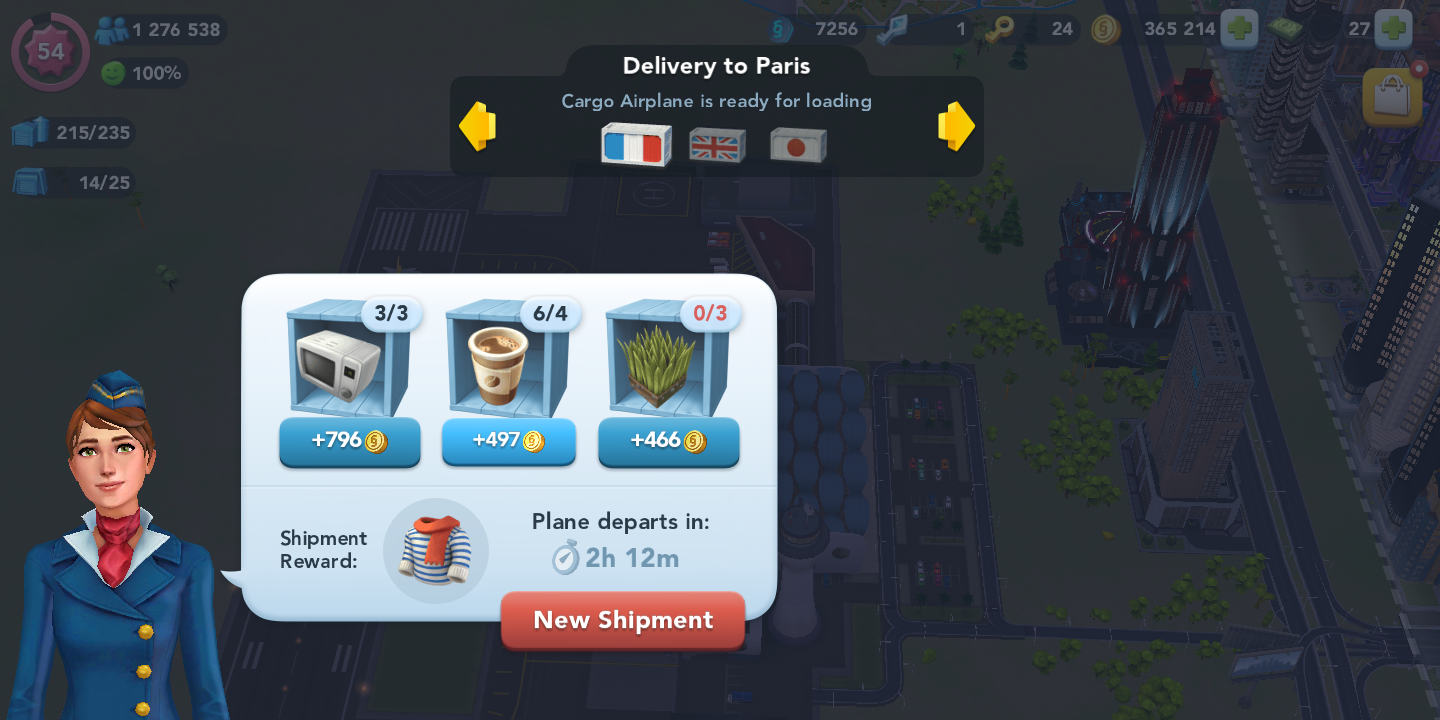 54
1 276 538
100%
215/235
14/25
7256
1
24
365 214
27
Delivery to Paris
Cargo Airplane is ready for loading
3/3
6/4
0/3
+796
+497
+466
Shipment
Reward:
Plane departs in:
2h 12m
New Shipment